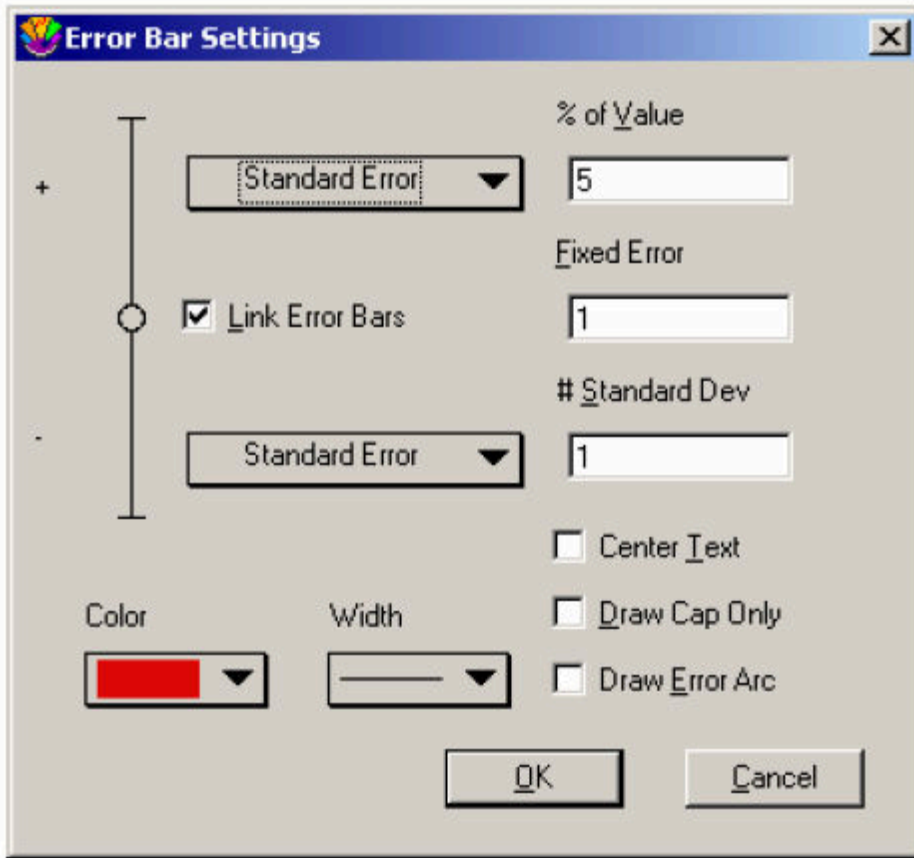 Error Bar Settings
% of Value
+
Standard Error
5
Fixed Error
Link Error Bars
1
# Standard Dev
-
Standard Error
1
Center Text
Color
Width
Draw Cap Only
Draw Error Arc
OK
Cancel